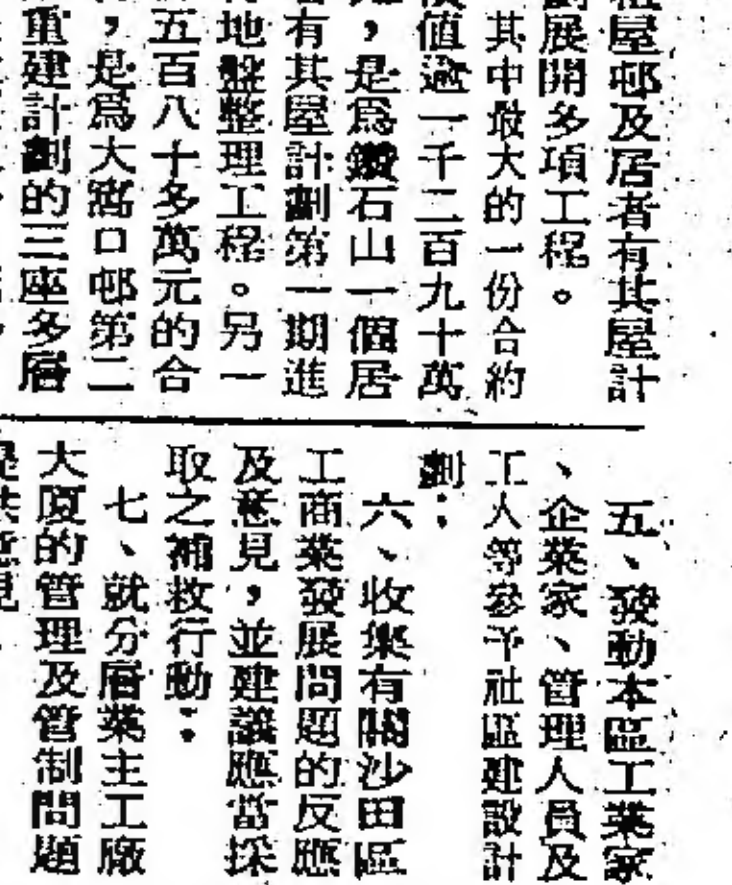 租屋邨及居者有其屋計
劃展開多項工程。
其中最大的一份合約
值逾一千二百九十萬
,是爲鑽石山一個居
有其屋計劃第一期進
地盤整理工程。另一
五百八十多萬元的合
,是爲大窩口邨第二
重建計劃的三座多層
五、發動本區工業家
、企業家、管理人員及
工人等參予社區建設計
劃;
六、收集有關沙田區
工商業發展問題的反應
及意見,並建議應當採
取之補救行動;
七、就分層業主工廠
大廈的管理及管制問題
提供意見